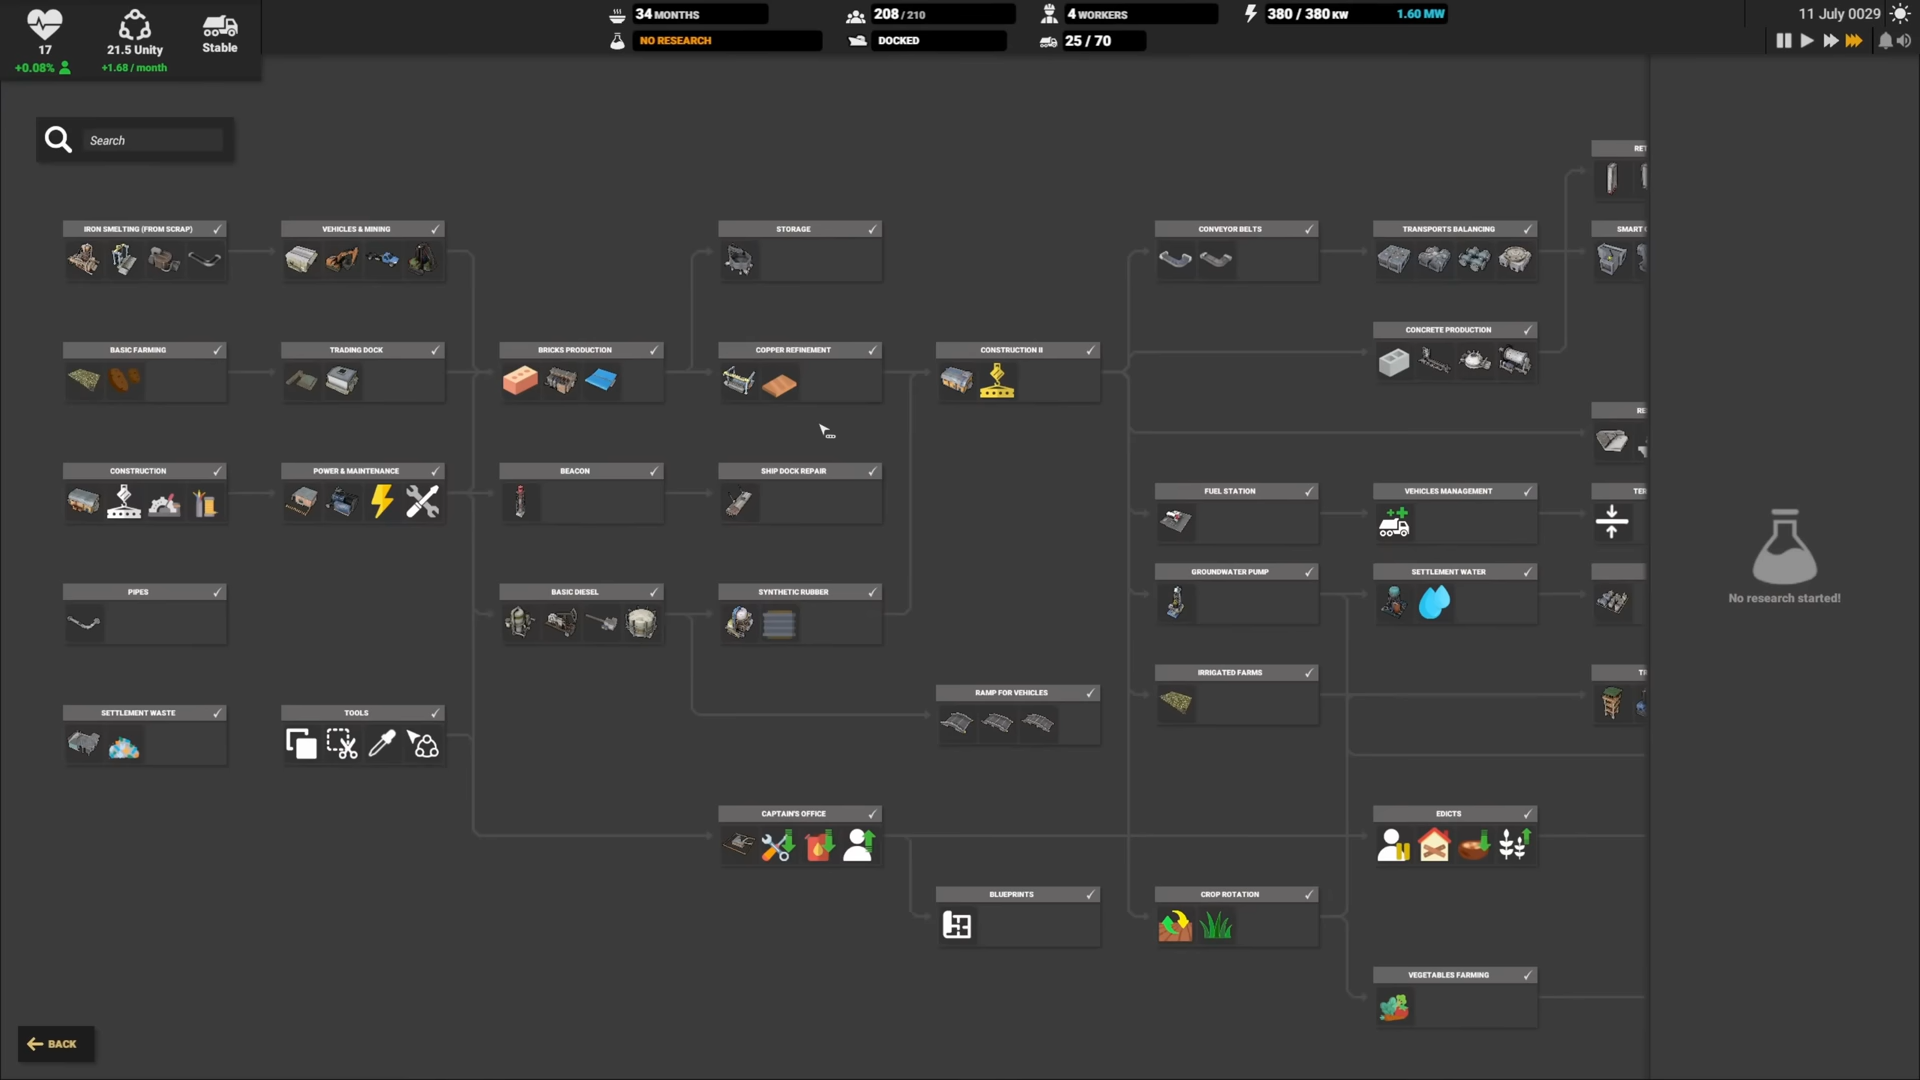 17
+0.08%
21.5 Unity
+1.68 / month
Stable
34 MONTHS
NO RESEARCH
208 / 210
DOCKED
4 WORKERS
25 / 70
380 / 380 KW
1.60 MW
11 July 0029
Search
IRON SMELTING (FROM SCRAP)
VEHICLES & MINING
STORAGE
CONVEYOR BELTS
TRANSPORTS BALANCING
CONCRETE PRODUCTION
BASIC FARMING
TRADING DOCK
BRICKS PRODUCTION
COPPER REFINEMENT
CONSTRUCTION II
CONSTRUCTION
POWER & MAINTENANCE
BEACON
SHIP DOCK REPAIR
FUEL STATION
VEHICLES MANAGEMENT
GROUNDWATER PUMP
SETTLEMENT WATER
PIPES
BASIC DIESEL
SYNTHETIC RUBBER
No research started!
IRRIGATED FARMS
RAMP FOR VEHICLES
SETTLEMENT WASTE
TOOLS
CAPTAIN'S OFFICE
EDICTS
BLUEPRINTS
CROP ROTATION
VEGETABLES FARMING
BACK